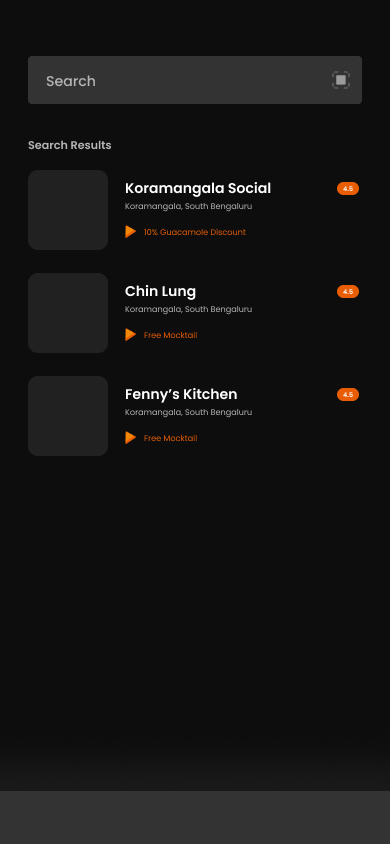 Search
Search Results
Koramangala Social
4.5
Koramangala, South Bengaluru
10% Guacamole Discount
Chin Lung
4.5
Koramangala, South Bengaluru
Free Mocktail
Fenny’s Kitchen
4.5
Koramangala, South Bengaluru
Free Mocktail